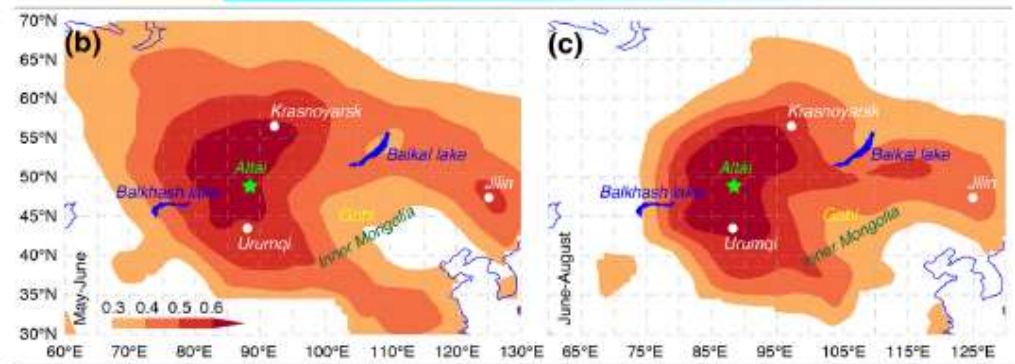 70°N
65°N
60°N
55°N
50°N
45°N
40°N
35°N
30°N
(b)
Krasnoyarsk
Baikal lake
Altai
Balkhash lake
Jilin
Gobi
Inner Mongolia
Urumqi
May-June
0.3 0.4 0.5 0.6
60°E 70°E 80°E 90°E 100°E 110°E 120°E 130°E
(c)
Krasnoyarsk
Baikal lake
Altai
Balkhash lake
Jilin
Gobi
Inner Mongolia
Urumqi
June-August
65°E 75°E 85°E 95°E 105°E 115°E 125°E